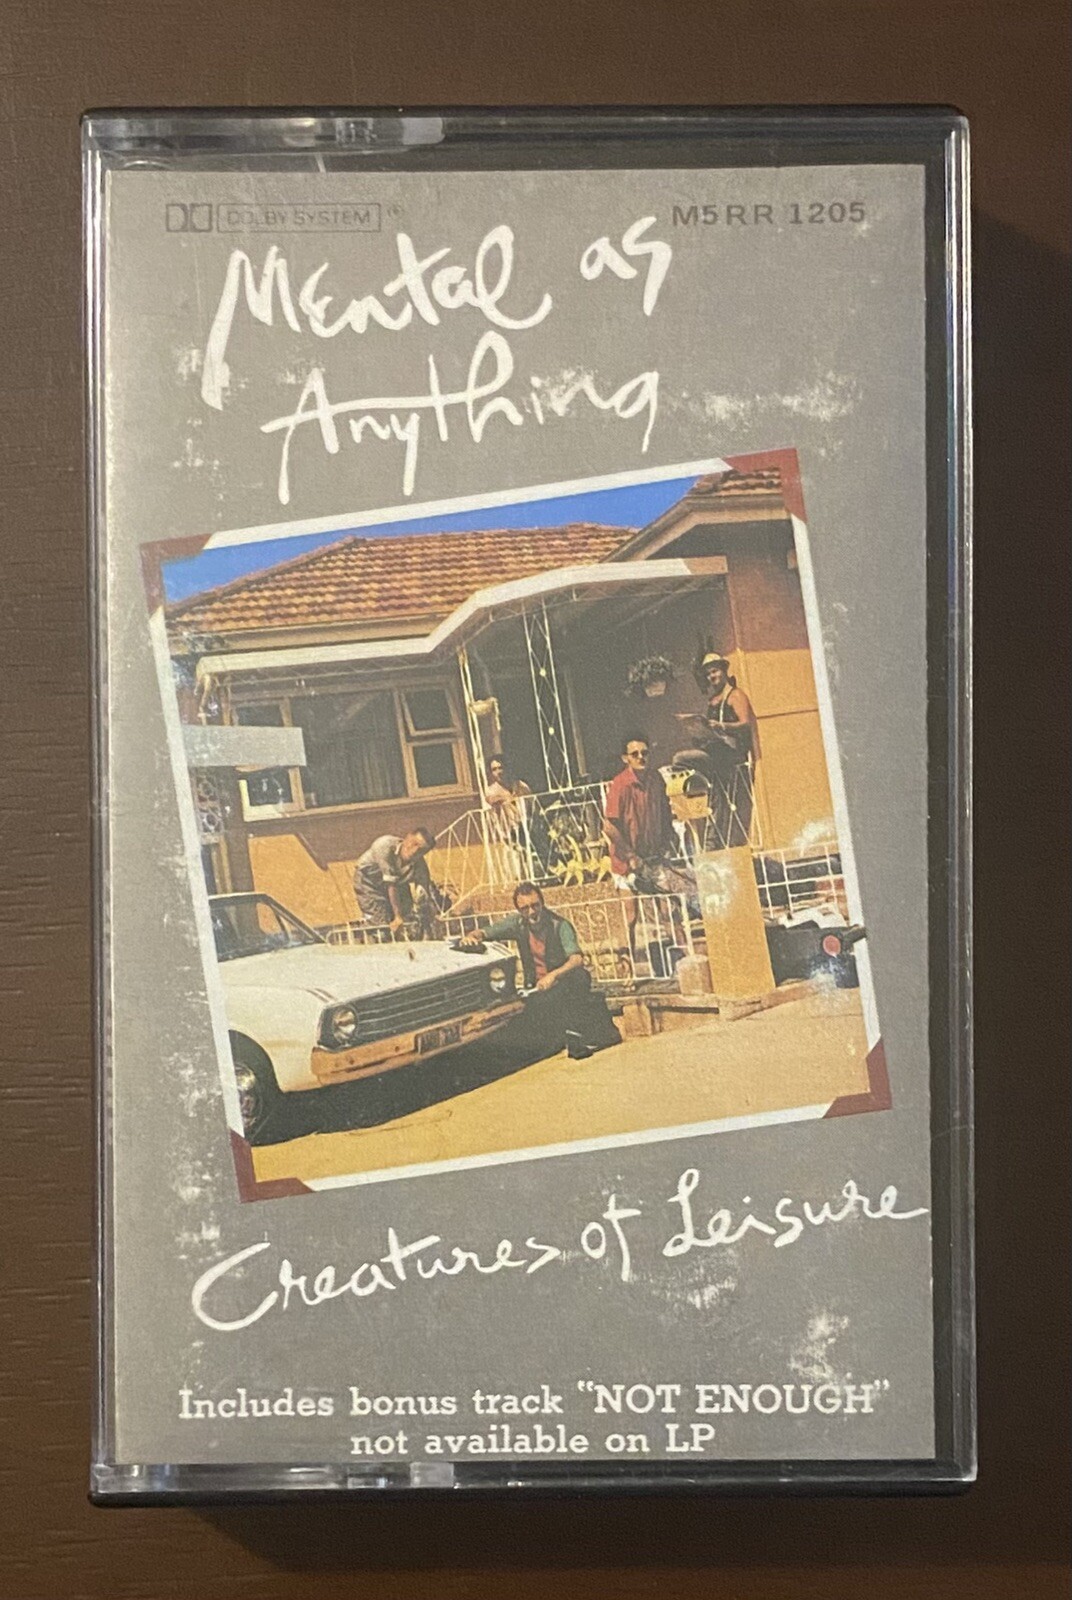 DOLBY SYSTEM ®
M5RR 1205
Mental as
Anything
Creatures of Leisure
Includes bonus track "NOT ENOUGH"
not available on LP